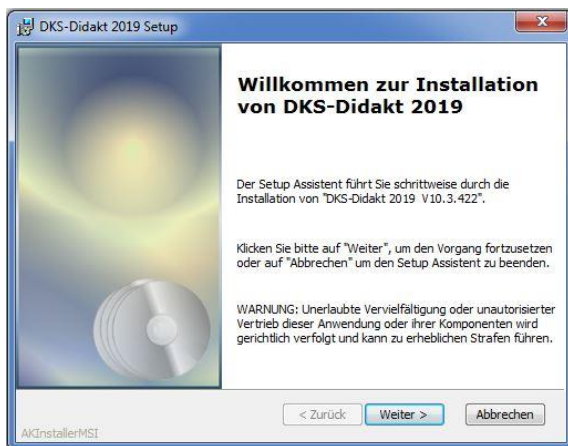 DKS-Didakt 2019 Setup
Willkommen zur Installation
von DKS-Didakt 2019
Der Setup Assistent führt Sie schrittweise durch die
Installation von "DKS-Didakt 2019 V10.3.422".
Klicken Sie bitte auf "Weiter", um den Vorgang fortzusetzen
oder auf "Abbrechen" um den Setup Assistent zu beenden.
WARNUNG: Unerlaubte Vervielfältigung oder unautorisierter
Vertrieb dieser Anwendung oder ihrer Komponenten wird
gerichtlich verfolgt und kann zu erheblichen Strafen führen.
< Zurück Weiter > Abbrechen
AKInstallerMSI